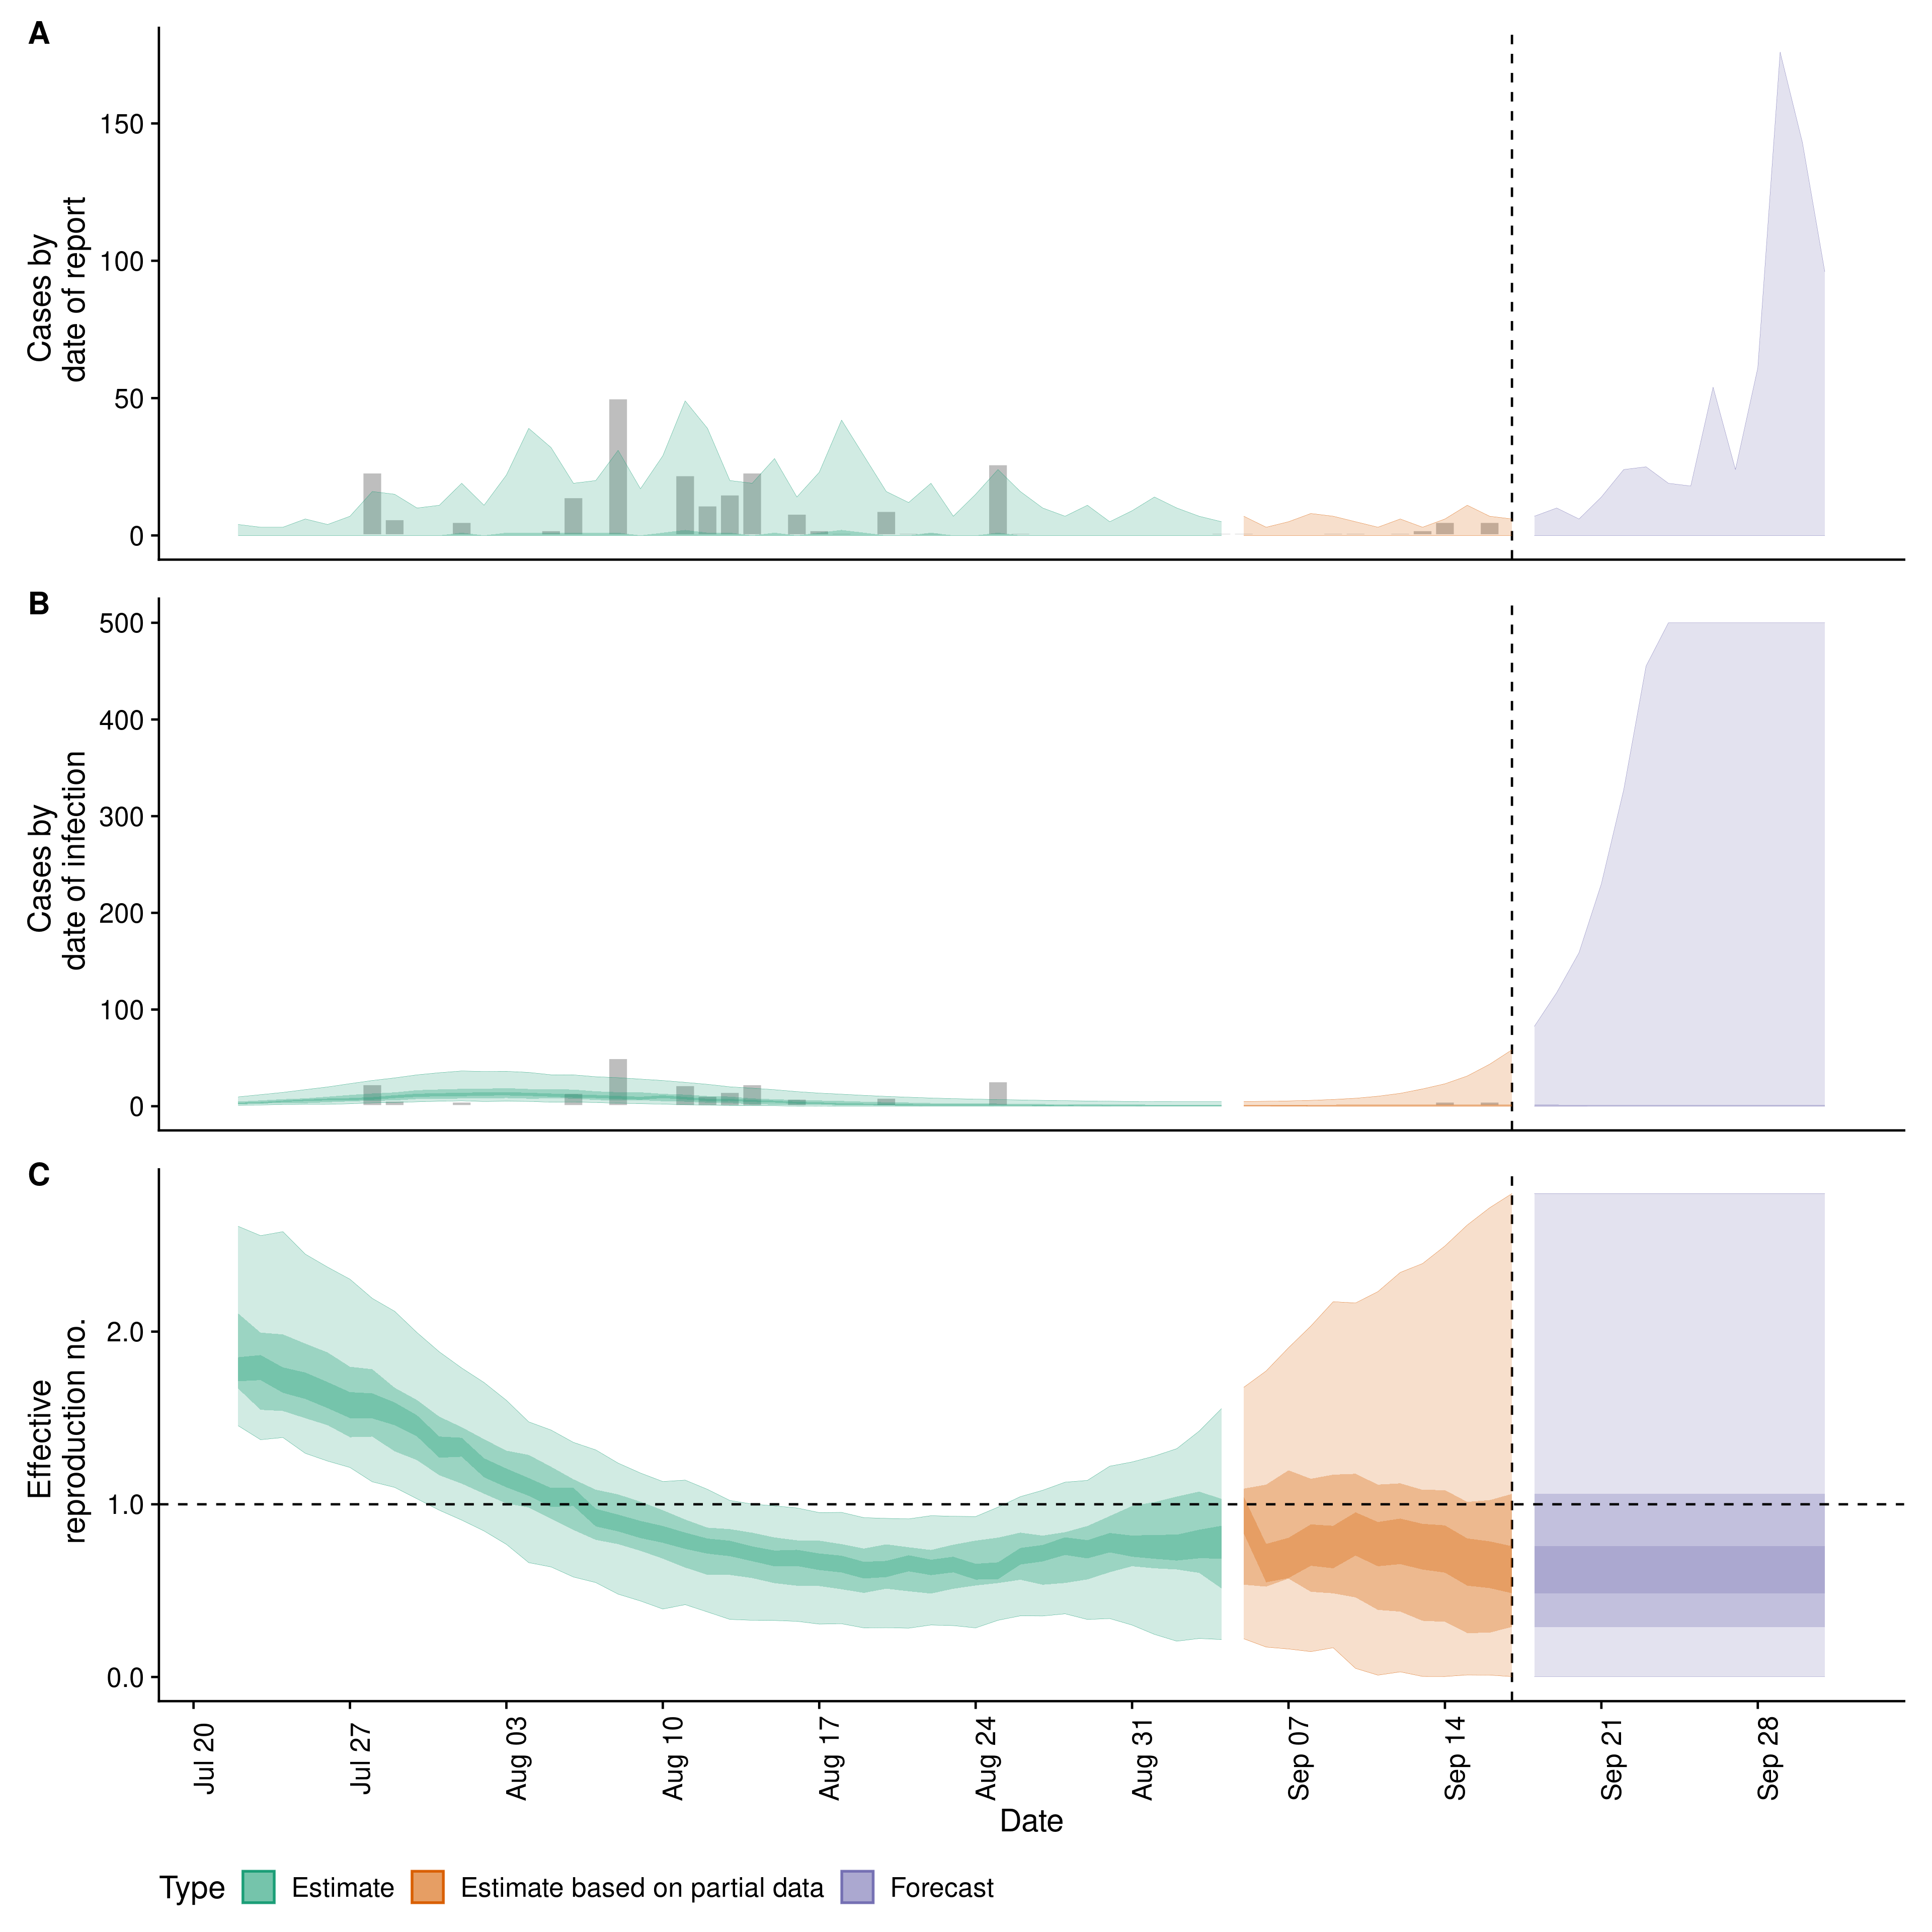 A
Cases by
date of report
150
100
50
0
B
Cases by
date of infection
500
400
300
200
100
0
C
Effective
reproduction no.
2.0
1.0
0.0
Jul 20
Jul 27
Aug 03
Aug 10
Aug 17
Aug 24
Aug 31
Sep 07
Sep 14
Sep 21
Sep 28
Date
Type Estimate Estimate based on partial data Forecast